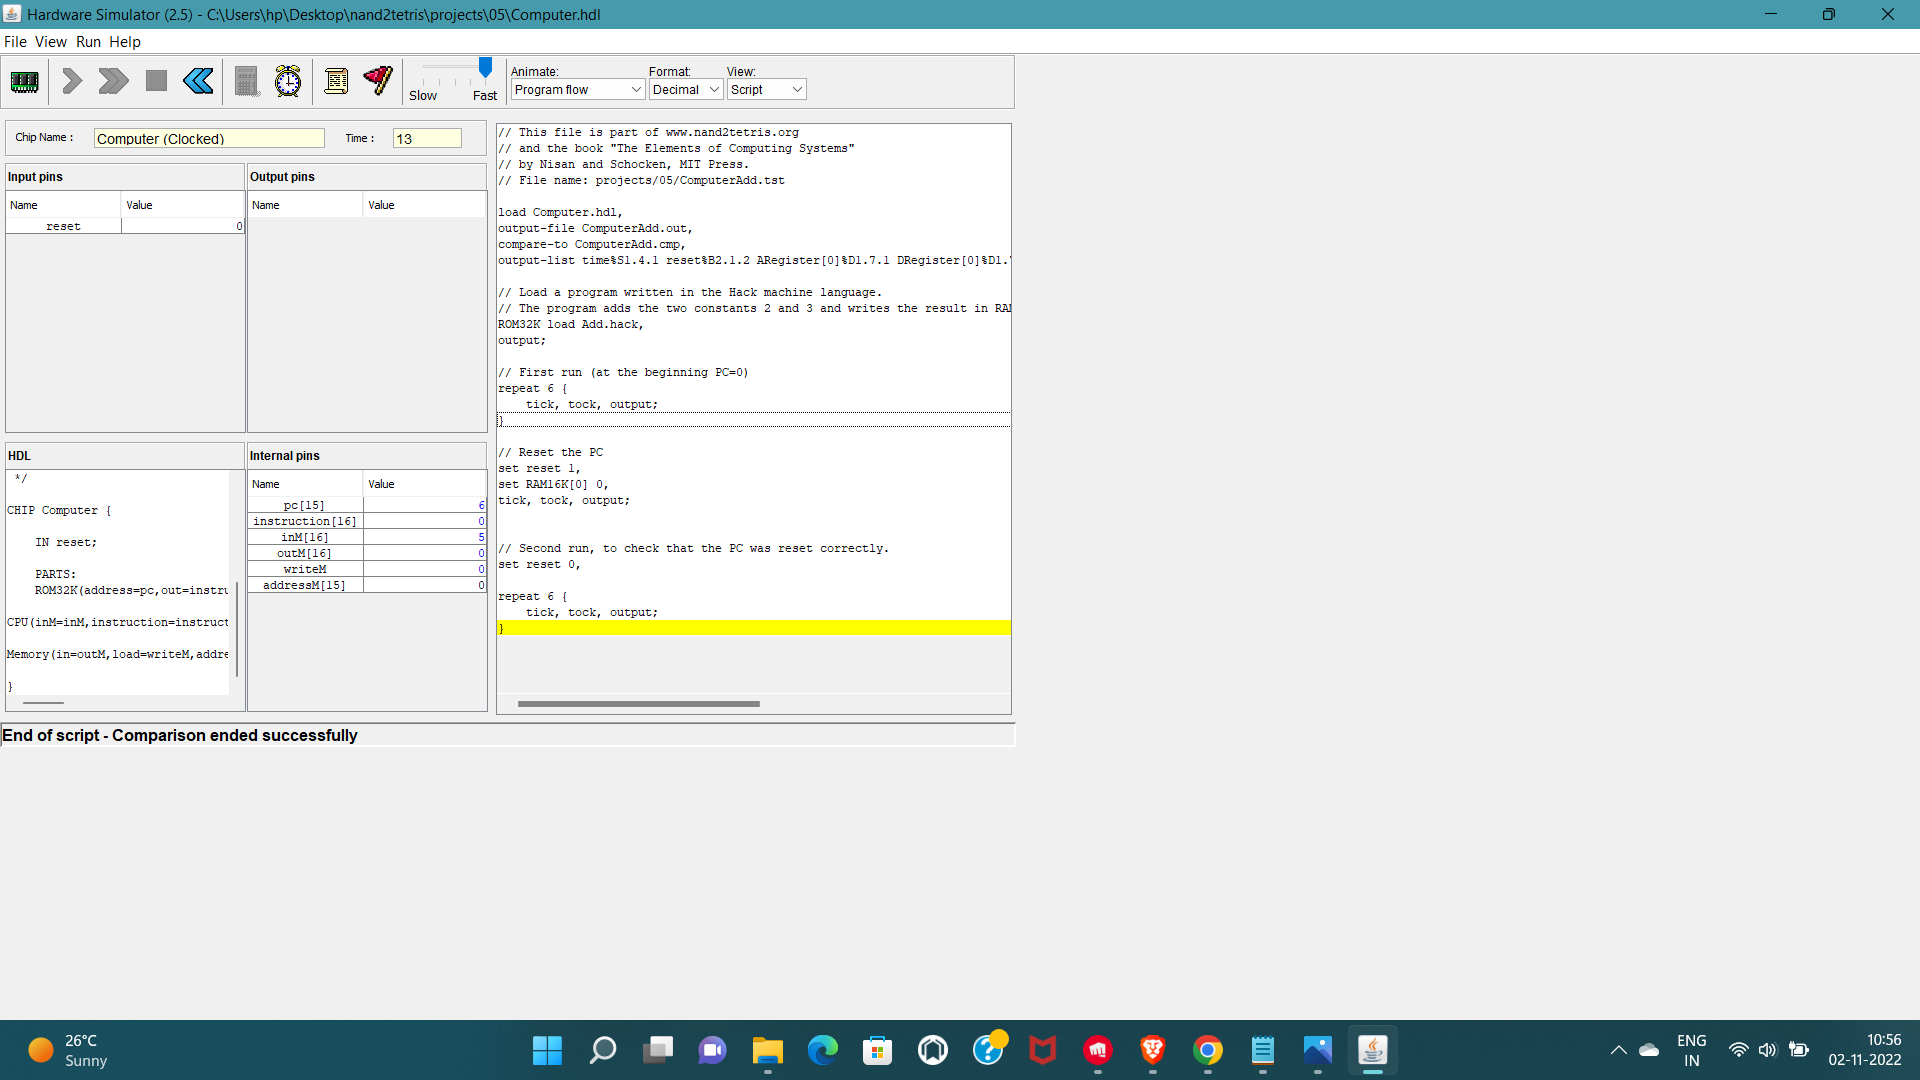 Hardware Simulator (2.5) - C:\Users\hp\Desktop\nand2tetris\projects\05\Computer.hdl
File View Run Help
Slow Fast
Animate: Format: View:
Program flow Decimal Script
Chip Name : Computer (Clocked) Time : 13
Input pins
Name Value
reset 0
Output pins
Name Value
HDL
*/
CHIP Computer {
IN reset;
PARTS:
ROM32K(address=pc,out=instru
CPU(inM=inM,instruction=instruct
Memory(in=outM,load=writeM,addre
}
Internal pins
Name Value
pc[15] 6
instruction[16] 0
inM[16] 5
outM[16] 0
writeM 0
addressM[15] 0
// This file is part of www.nand2tetris.org
// and the book "The Elements of Computing Systems"
// by Nisan and Schocken, MIT Press.
// File name: projects/05/ComputerAdd.tst
load Computer.hdl,
output-file ComputerAdd.out,
compare-to ComputerAdd.cmp,
output-list time%S1.4.1 reset%B2.1.2 ARegister[0]%D1.7.1 DRegister[0]%D1.
// Load a program written in the Hack machine language.
// The program adds the two constants 2 and 3 and writes the result in RA
ROM32K load Add.hack,
output;
// First run (at the beginning PC=0)
repeat 6 {
tick, tock, output;
}
// Reset the PC
set reset 1,
set RAM16K[0] 0,
tick, tock, output;
// Second run, to check that the PC was reset correctly.
set reset 0,
repeat 6 {
tick, tock, output;
}
End of script - Comparison ended successfully
26°C
Sunny
ENG
IN
10:56
02-11-2022